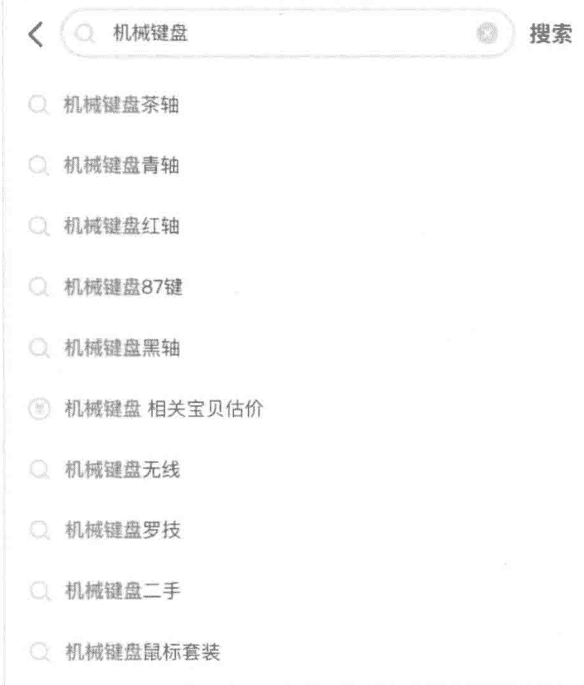 机械键盘
搜索
机械键盘茶轴
机械键盘青轴
机械键盘红轴
机械键盘87键
机械键盘黑轴
机械键盘 相关宝贝估价
机械键盘无线
机械键盘罗技
机械键盘二手
机械键盘鼠标套装